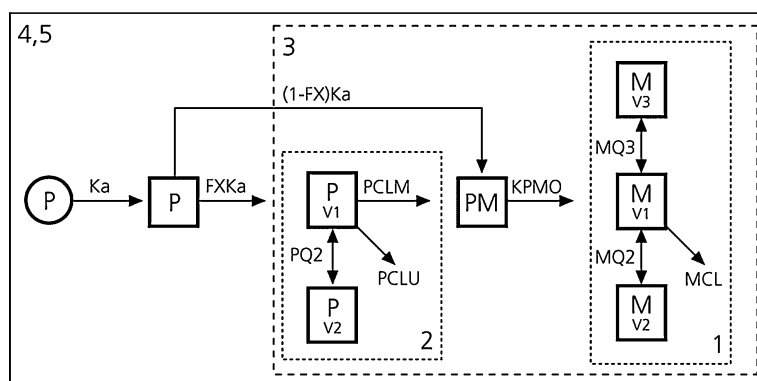 4,5
3
(1-FX)Ka
M
V3
MQ3
Ka
FXKa
P
P
P
V1
PCLM
PM
KPMO
M
V1
PQ2
PCLU
MQ2
MCL
P
V2
M
V2
2
1